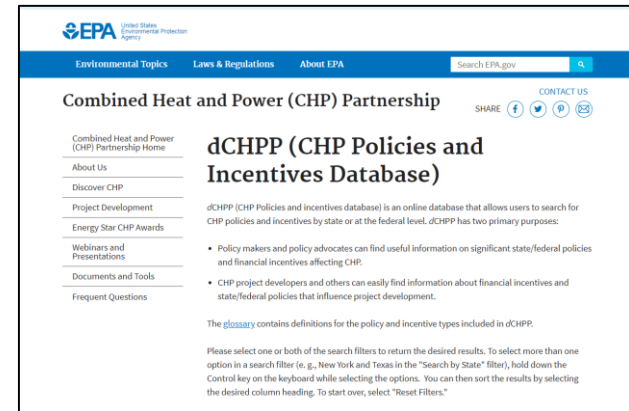 EPA
United States
Environmental Protection
Agency
Environmental Topics Laws & Regulations About EPA Search EPA.gov
CONTACT US
Combined Heat and Power (CHP) Partnership
SHARE
Combined Heat and Power
(CHP) Partnership Home
About Us
Discover CHP
Project Development
Energy Star CHP Awards
Webinars and
Presentations
Documents and Tools
Frequent Questions
dCHPP (CHP Policies and
Incentives Database)
dCHPP (CHP Policies and incentives database) is an online database that allows users to search for
CHP policies and incentives by state or at the federal level. dCHPP has two primary purposes:
• Policy makers and policy advocates can find useful information on significant state/federal policies
and financial incentives affecting CHP.
• CHP project developers and others can easily find information about financial incentives and
state/federal policies that influence project development.
The glossary contains definitions for the policy and incentive types included in dCHPP.
Please select one or both of the search filters to return the desired results. To select more than one
option in a search filter (e. g., New York and Texas in the "Search by State" filter), hold down the
Control key on the keyboard while selecting the options. You can then sort the results by selecting
the desired column heading. To start over, select "Reset Filters."